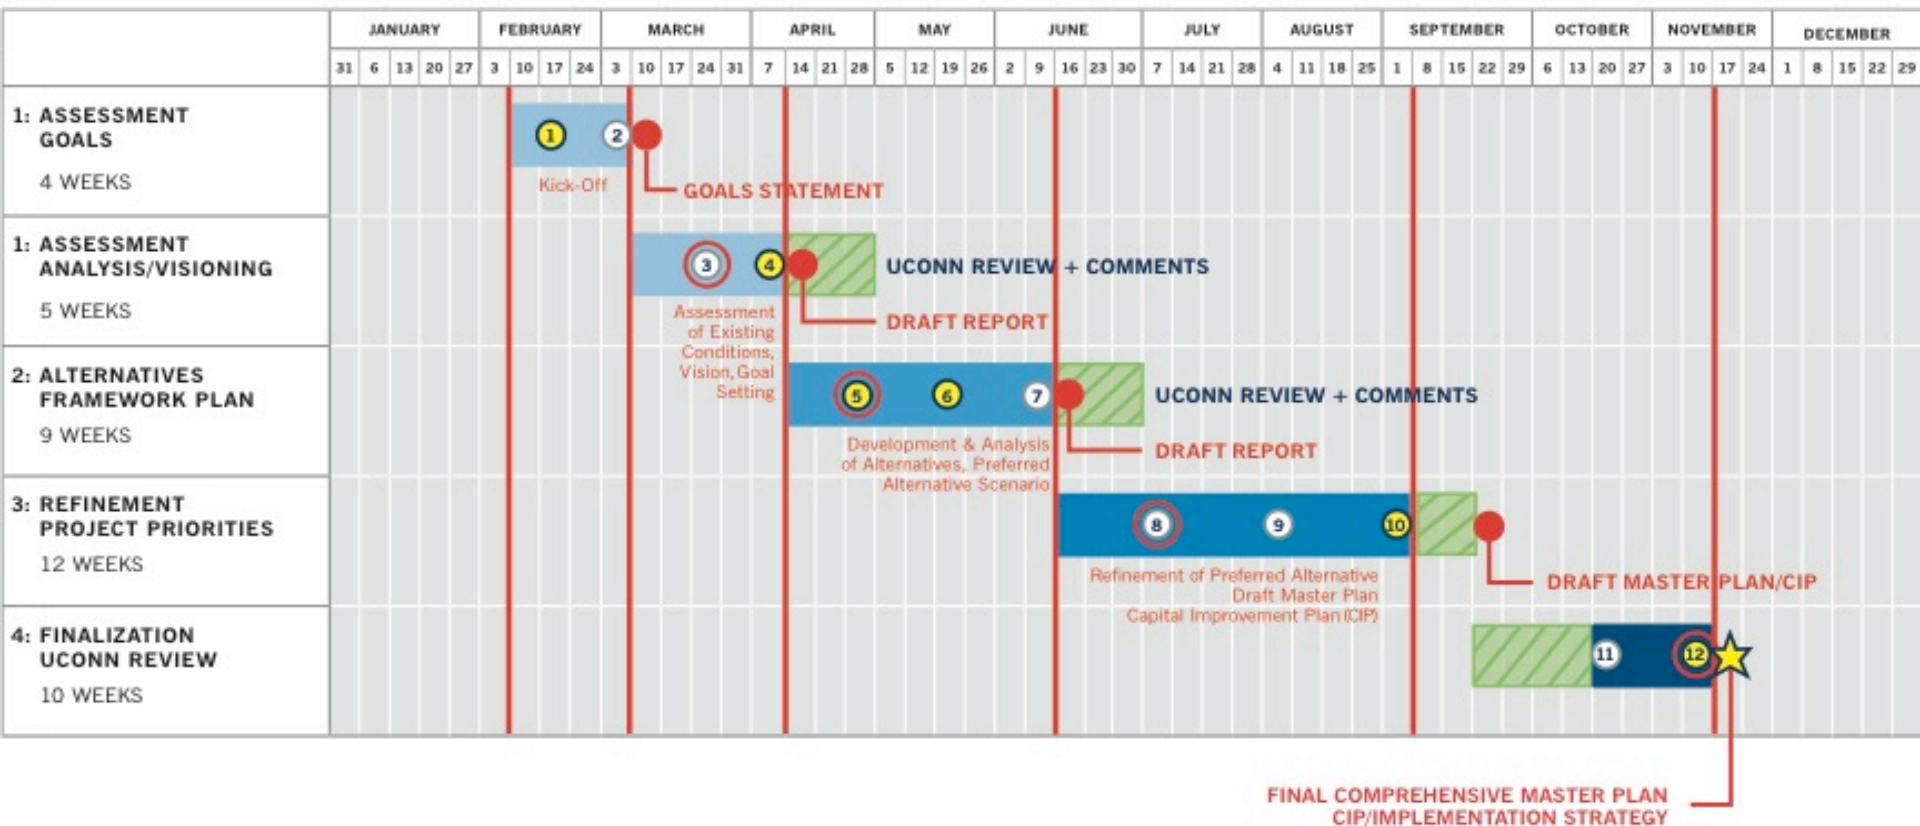 JANUARY FEBRUARY MARCH APRIL MAY JUNE JULY AUGUST SEPTEMBER OCTOBER NOVEMBER DECEMBER
31 6 13 20 27 3 10 17 24 3 10 17 24 31 7 14 21 28 5 12 19 26 2 9 16 23 30 7 14 21 28 4 11 18 25 1 8 15 22 29 6 13 20 27 3 10 17 24 1 8 15 22 29
1: ASSESSMENT
GOALS
4 WEEKS
1 2
Kick-Off
GOALS STATEMENT
1: ASSESSMENT
ANALYSIS/VISIONING
5 WEEKS
3 4
UCONN REVIEW + COMMENTS
DRAFT REPORT
Assessment
of Existing
Conditions,
Vision, Goal
Setting
2: ALTERNATIVES
FRAMEWORK PLAN
9 WEEKS
5 6 7
UCONN REVIEW + COMMENTS
DRAFT REPORT
Development & Analysis
of Alternatives, Preferred
Alternative Scenario
3: REFINEMENT
PROJECT PRIORITIES
12 WEEKS
8 9 10
DRAFT MASTER PLAN/CIP
Refinement of Preferred Alternative
Draft Master Plan
Capital Improvement Plan (CIP)
4: FINALIZATION
UCONN REVIEW
10 WEEKS
11 12
FINAL COMPREHENSIVE MASTER PLAN
CIP/IMPLEMENTATION STRATEGY